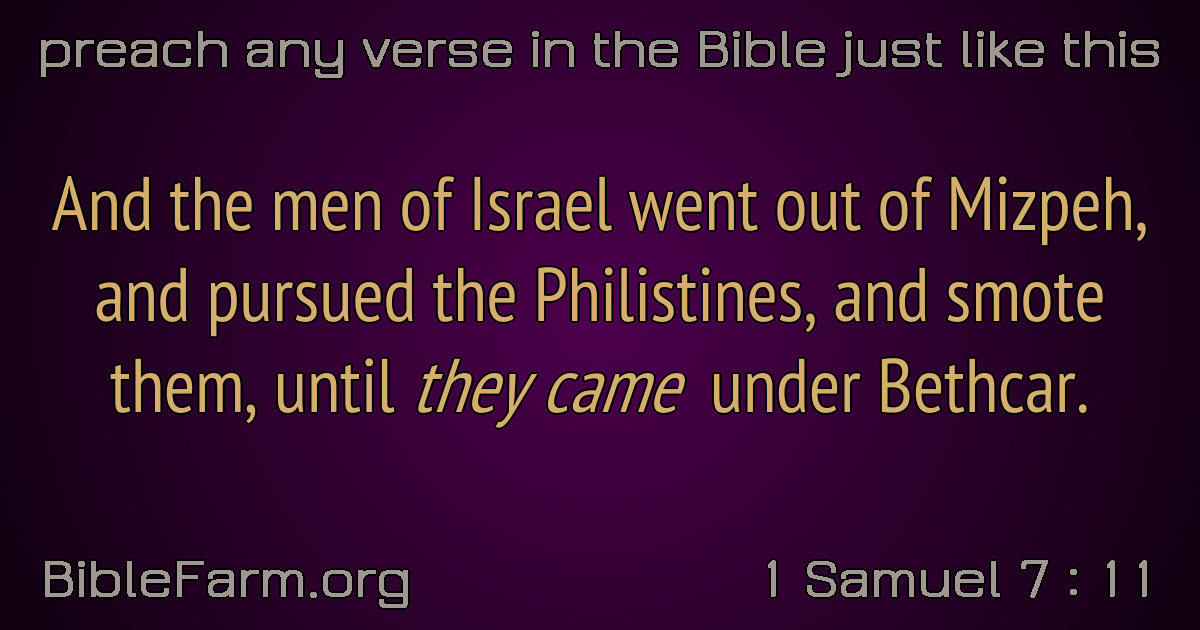 preach any verse in the Bible just like this
And the men of Israel went out of Mizpeh,
and pursued the Philistines, and smote
them, until they came under Bethcar.
BibleFarm.org
1 Samuel 7 : 11